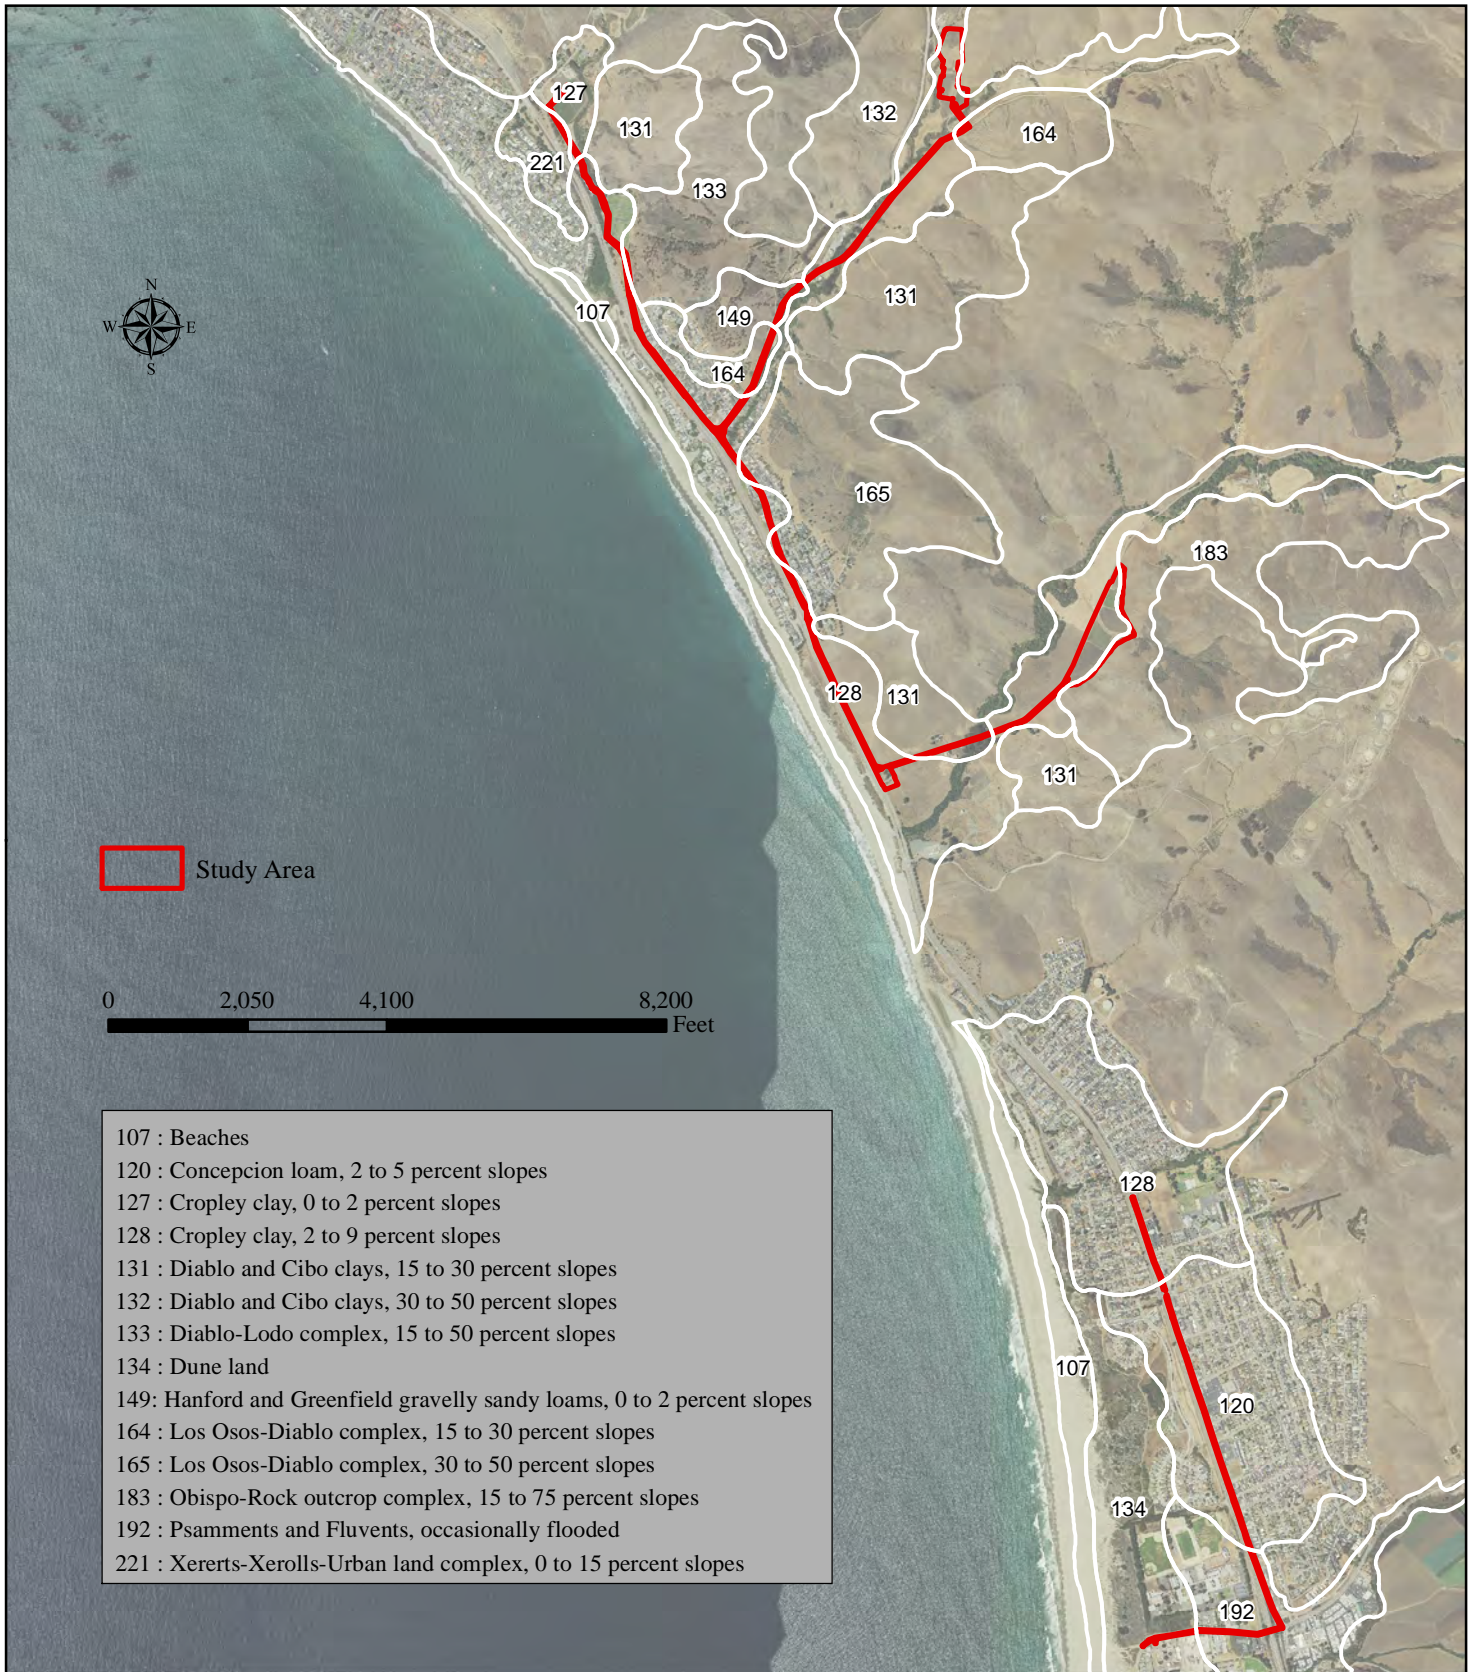 127
131
132
164
221
133
N
W E
S
107
131
149
164
165
183
128
131
131
Study Area
0 2,050 4,100 8,200
Feet
107 : Beaches
120 : Concepcion loam, 2 to 5 percent slopes
127 : Cropley clay, 0 to 2 percent slopes
128 : Cropley clay, 2 to 9 percent slopes
131 : Diablo and Cibo clays, 15 to 30 percent slopes
132 : Diablo and Cibo clays, 30 to 50 percent slopes
133 : Diablo-Lodo complex, 15 to 50 percent slopes
134 : Dune land
149: Hanford and Greenfield gravelly sandy loams, 0 to 2 percent slopes
164 : Los Osos-Diablo complex, 15 to 30 percent slopes
165 : Los Osos-Diablo complex, 30 to 50 percent slopes
183 : Obispo-Rock outcrop complex, 15 to 75 percent slopes
192 : Psamments and Fluvents, occasionally flooded
221 : Xererts-Xerolls-Urban land complex, 0 to 15 percent slopes
128
107
120
134
192